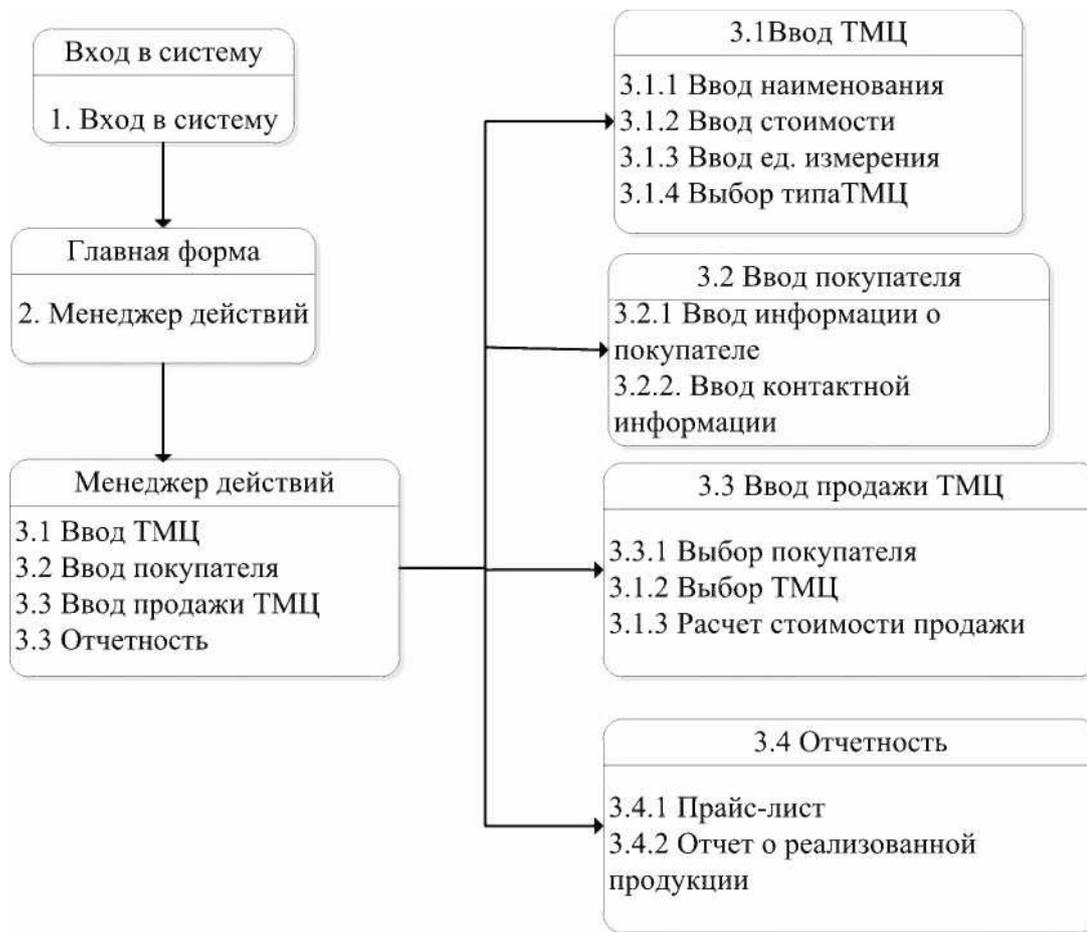 Вход в систему
1. Вход в систему
Главная форма
2. Менеджер действий
Менеджер действий
3.1 Ввод ТМЦ
3.2 Ввод покупателя
3.3 Ввод продажи ТМЦ
3.3 Отчетность
3.1Ввод ТМЦ
3.1.1 Ввод наименования
3.1.2 Ввод стоимости
3.1.3 Ввод ед. измерения
3.1.4 Выбор типаТМЦ
3.2 Ввод покупателя
3.2.1 Ввод информации о
покупателе
3.2.2. Ввод контактной
информации
3.3 Ввод продажи ТМЦ
3.3.1 Выбор покупателя
3.1.2 Выбор ТМЦ
3.1.3 Расчет стоимости продажи
3.4 Отчетность
3.4.1 Прайс-лист
3.4.2 Отчет о реализованной
продукции